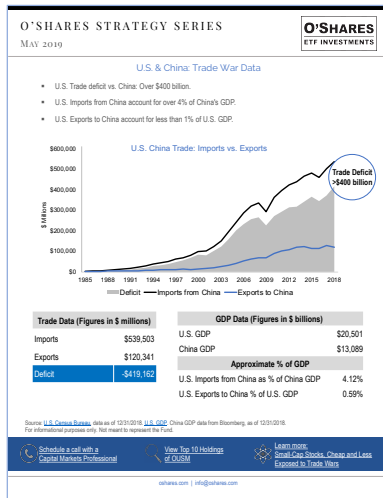 O'SHARES STRATEGY SERIES
MAY 2019
O'SHARES
ETF INVESTMENTS
U.S. & China: Trade War Data
• U.S. Trade deficit vs. China: Over $400 billion.
• U.S. Imports from China account for over 4% of China's GDP.
• U.S. Exports to China account for less than 1% of U.S. GDP.
U.S. China Trade: Imports vs. Exports
$ Millions
$600,000
$500,000
$400,000
$300,000
$200,000
$100,000
$0
1985 1988 1991 1994 1997 2000 2003 2006 2009 2012 2015 2018
Trade Deficit
>$400 billion
Deficit Imports from China Exports to China
Trade Data (Figures in $ millions)
Imports $539,503
Exports $120,341
Deficit -$419,162
GDP Data (Figures in $ billions)
U.S. GDP $20,501
China GDP $13,089
Approximate % of GDP
U.S. Imports from China as % of China GDP 4.12%
U.S. Exports to China % of U.S. GDP 0.59%
Source: U.S. Census Bureau, data as of 12/31/2018. U.S. GDP, China GDP data from Bloomberg, as of 12/31/2018.
For informational purposes only. Not meant to represent the Fund.
Schedule a call with a
Capital Markets Professional
View Top 10 Holdings
of OUSM
Learn more:
Small-Cap Stocks, Cheap and Less
Exposed to Trade Wars
oshares.com | info@oshares.com